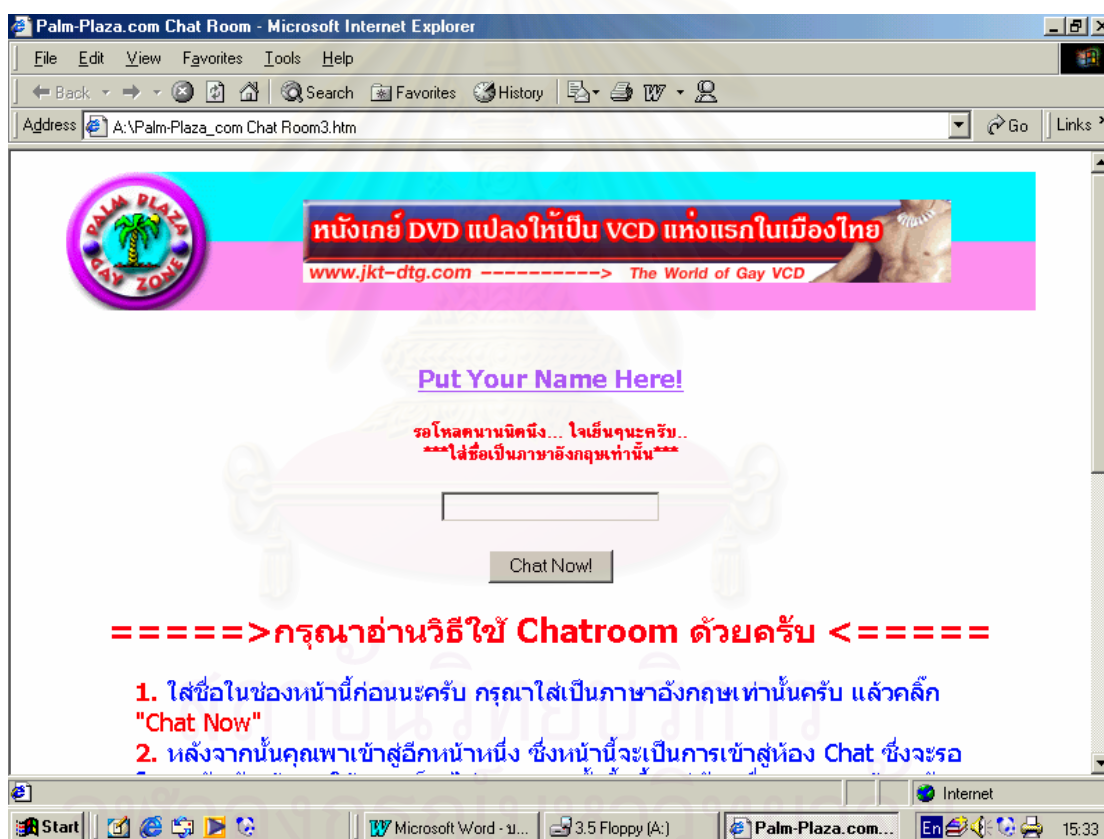 Palm-Plaza.com Chat Room - Microsoft Internet Explorer
File Edit View Favorites Tools Help
Back Search Favorites History
Address A:\Palm-Plaza_com Chat Room3.htm Go Links
PALM PLAZA
GAY ZONE
หนังเกย์ DVD แปลงให้เป็น VCD แห่งแรกในเมืองไทย
www.jkt-dtg.com ----------> The World of Gay VCD
Put Your Name Here!
รอโหลดนานนิดนึง... ใจเย็นๆนะครับ..
***ใส่ชื่อเป็นภาษาอังกฤษเท่านั้น***
Chat Now!
=====>กรุณาอ่านวิธีใช้ Chatroom ด้วยครับ <=====
1. ใส่ชื่อในช่องหน้านี้ก่อนนะครับ กรุณาใส่เป็นภาษาอังกฤษเท่านั้นครับ แล้วคลิ๊ก
"Chat Now"
2. หลังจากนั้นคุณพาเข้าสู่อีกหน้าหนึ่ง ซึ่งหน้านี้จะเป็นการเข้าสู่ห้อง Chat ซึ่งจะรอ
Internet
Start Microsoft Word - บ... 3.5 Floppy (A:) Palm-Plaza.com... En 15:33